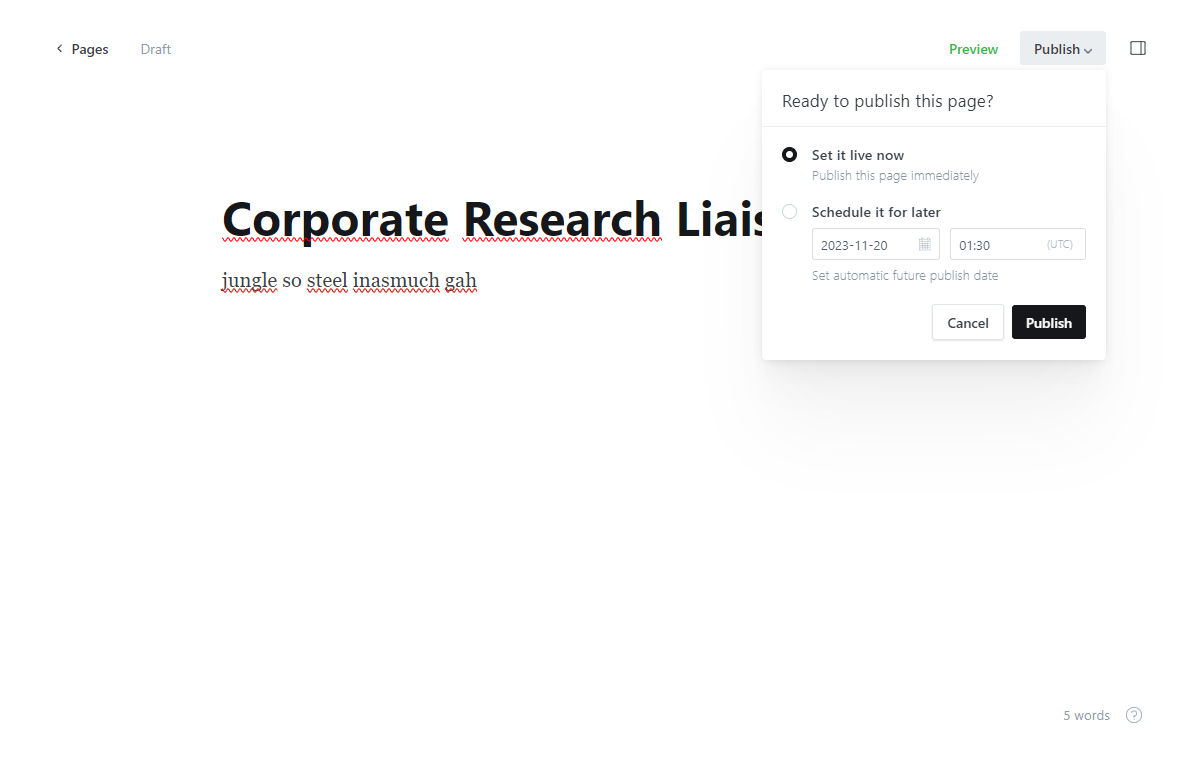 Pages Draft Preview Publish
Ready to publish this page?
Set it live now
Publish this page immediately
Schedule it for later
2023-11-20 01:30 (UTC)
Set automatic future publish date
Cancel Publish
Corporate Research
jungle so steel inasmuch gah
5 words